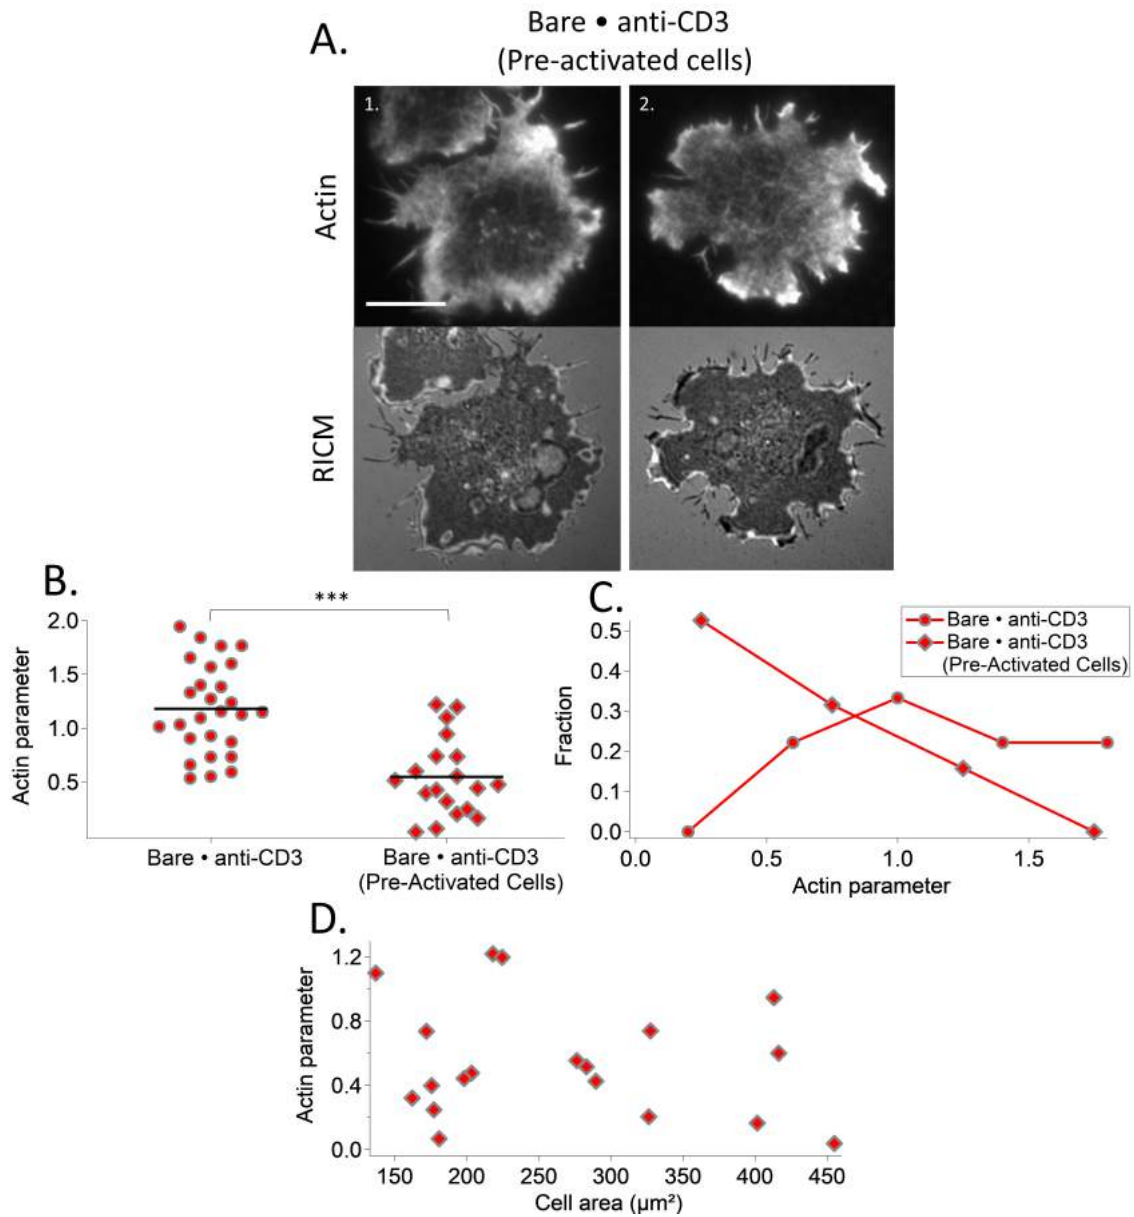 A.
Bare • anti-CD3
(Pre-activated cells)
1.
2.
Actin
RICM
B.
***
2.0
1.5
1.0
0.5
Actin parameter
Bare • anti-CD3
Bare • anti-CD3
(Pre-Activated Cells)
C.
Bare • anti-CD3
Bare • anti-CD3
(Pre-Activated Cells)
0.5
0.4
0.3
0.2
0.1
0.0
Fraction
0.0
0.5
1.0
1.5
Actin parameter
D.
1.2
0.8
0.4
0.0
Actin parameter
150
200
250
300
350
400
450
Cell area (µm²)